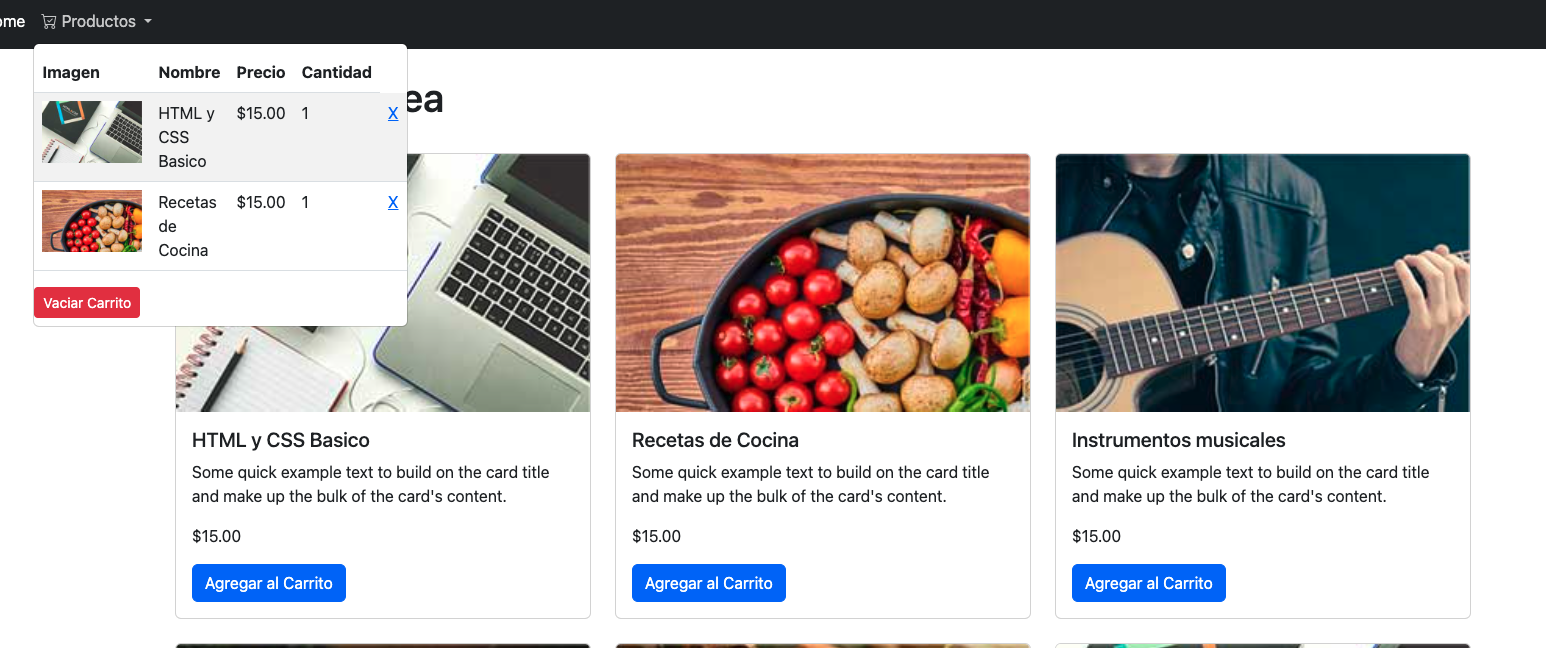 Productos
Imagen Nombre Precio Cantidad
HTML y $15.00 1 X
CSS
Basico
Recetas $15.00 1 X
de
Cocina
Vaciar Carrito
HTML y CSS Basico
Some quick example text to build on the card title
and make up the bulk of the card's content.
$15.00
Agregar al Carrito
Recetas de Cocina
Some quick example text to build on the card title
and make up the bulk of the card's content.
$15.00
Agregar al Carrito
Instrumentos musicales
Some quick example text to build on the card title
and make up the bulk of the card's content.
$15.00
Agregar al Carrito